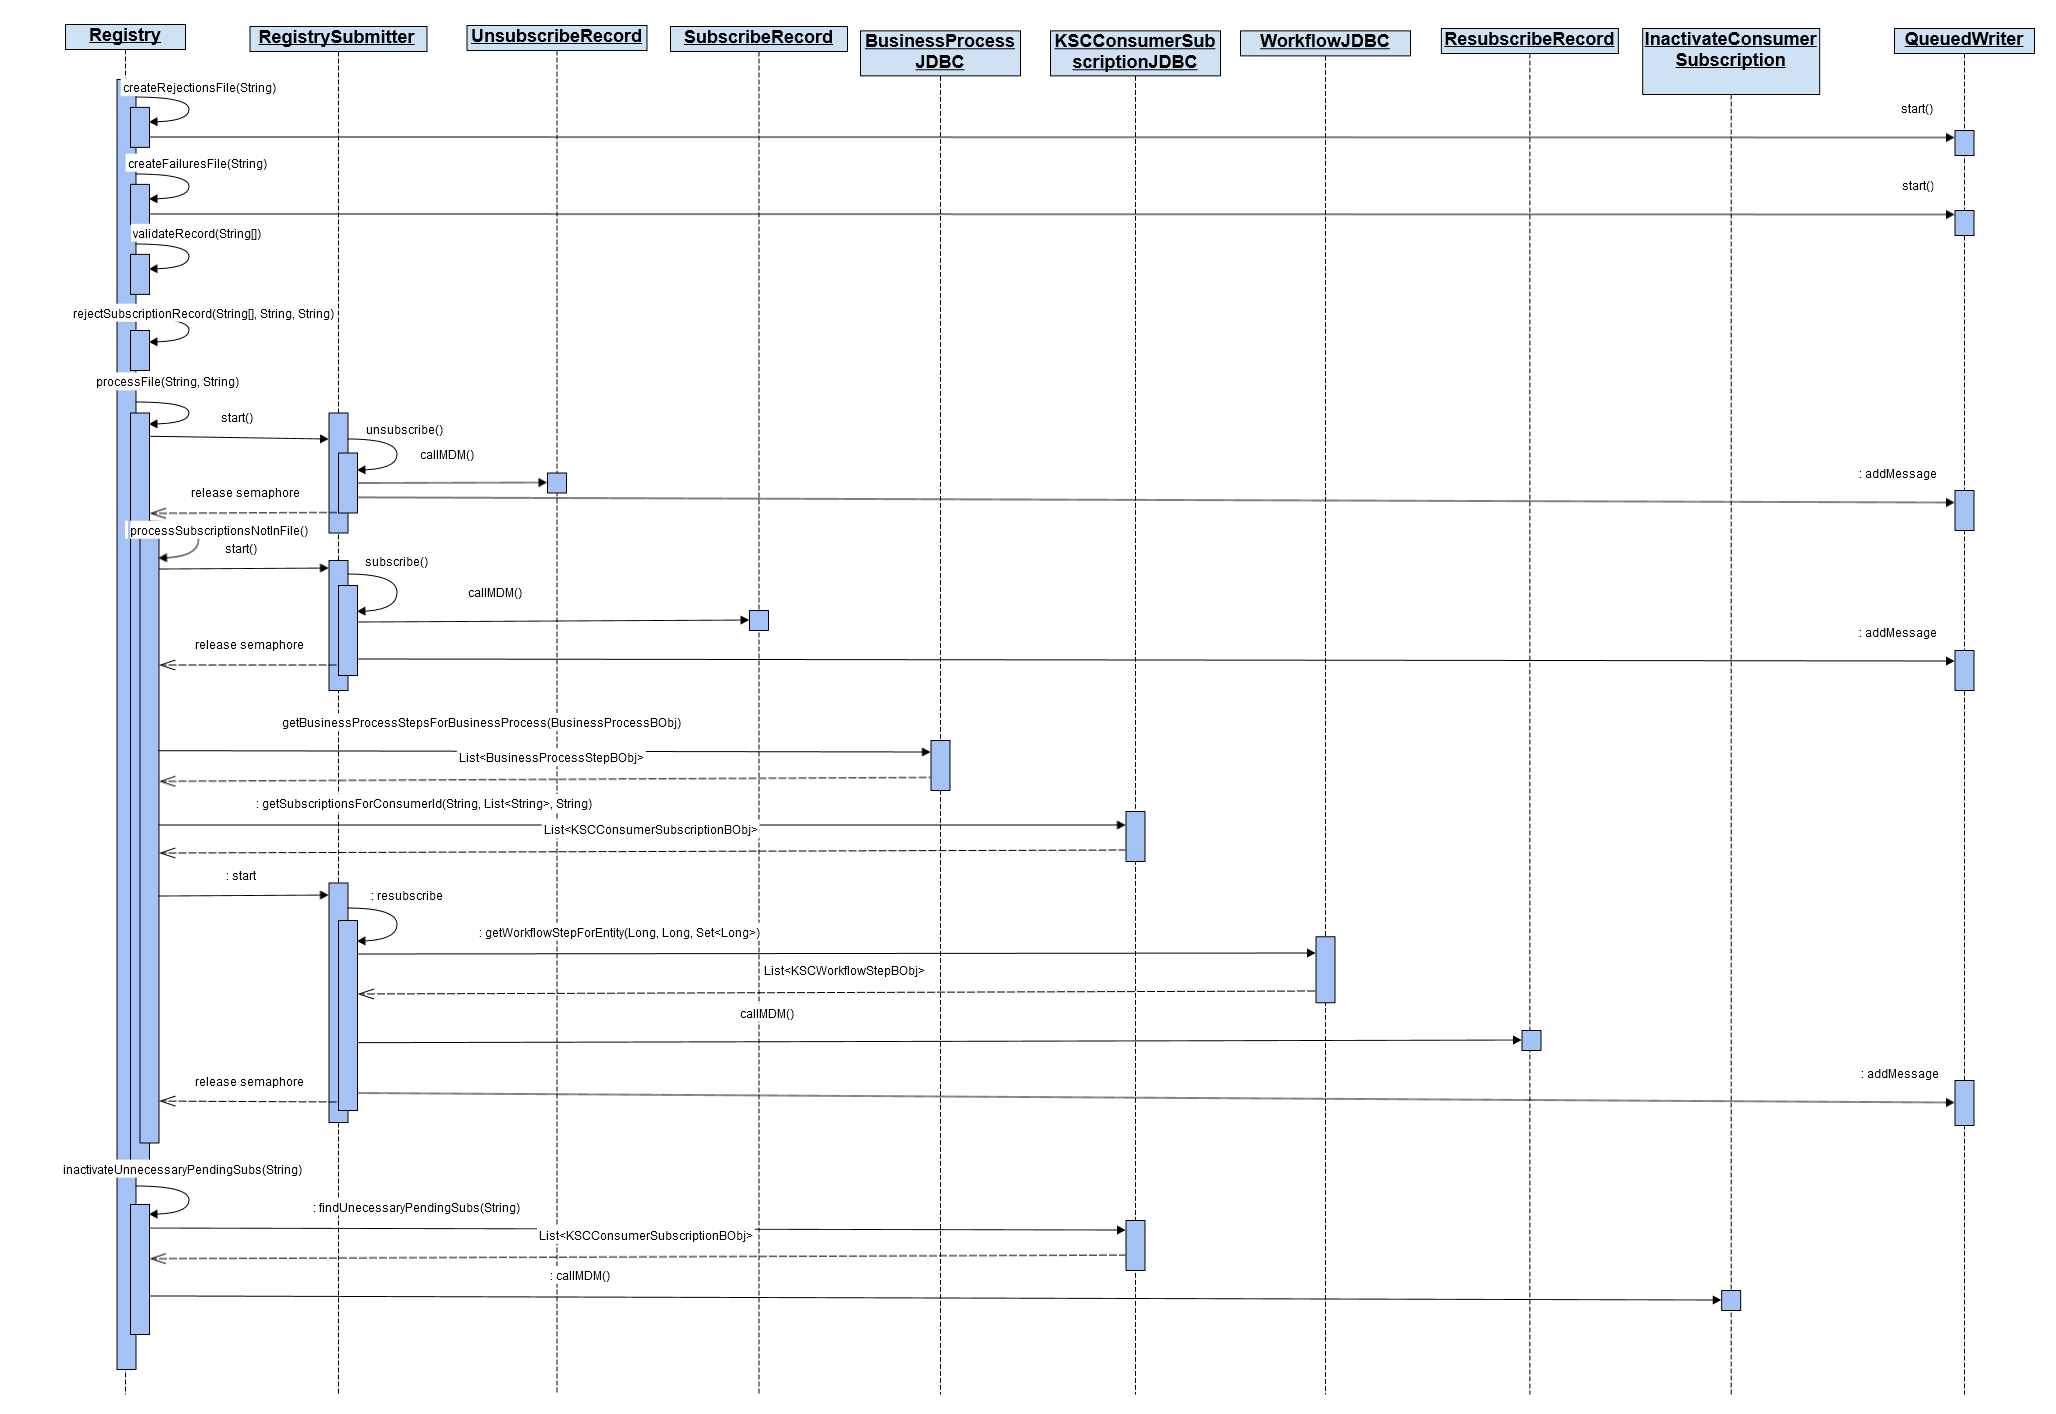 Registry
RegistrySubmitter
UnsubscribeRecord
SubscribeRecord
BusinessProcess
JDBC
KSCConsumerSub
scriptionJDBC
WorkflowJDBC
ResubscribeRecord
InactivateConsumer
Subscription
QueuedWriter
createRejectionsFile(String)
start()
createFailuresFile(String)
start()
validateRecord(String[])
rejectSubscriptionRecord(String[], String, String)
processFile(String, String)
start()
unsubscribe()
callMDM()
: addMessage
release semaphore
processSubscriptionsNotInFile()
start()
subscribe()
callMDM()
: addMessage
release semaphore
getBusinessProcessStepsForBusinessProcess(BusinessProcessBObj)
List<BusinessProcessStepBObj>
: getSubscriptionsForConsumerId(String, List<String>, String)
List<KSCConsumerSubscriptionBObj>
: start
: resubscribe
: getWorkflowStepForEntity(Long, Long, Set<Long>)
List<KSCWorkflowStepBObj>
callMDM()
: addMessage
release semaphore
inactivateUnnecessaryPendingSubs(String)
: findUnecessaryPendingSubs(String)
List<KSCConsumerSubscriptionBObj>
: callMDM()